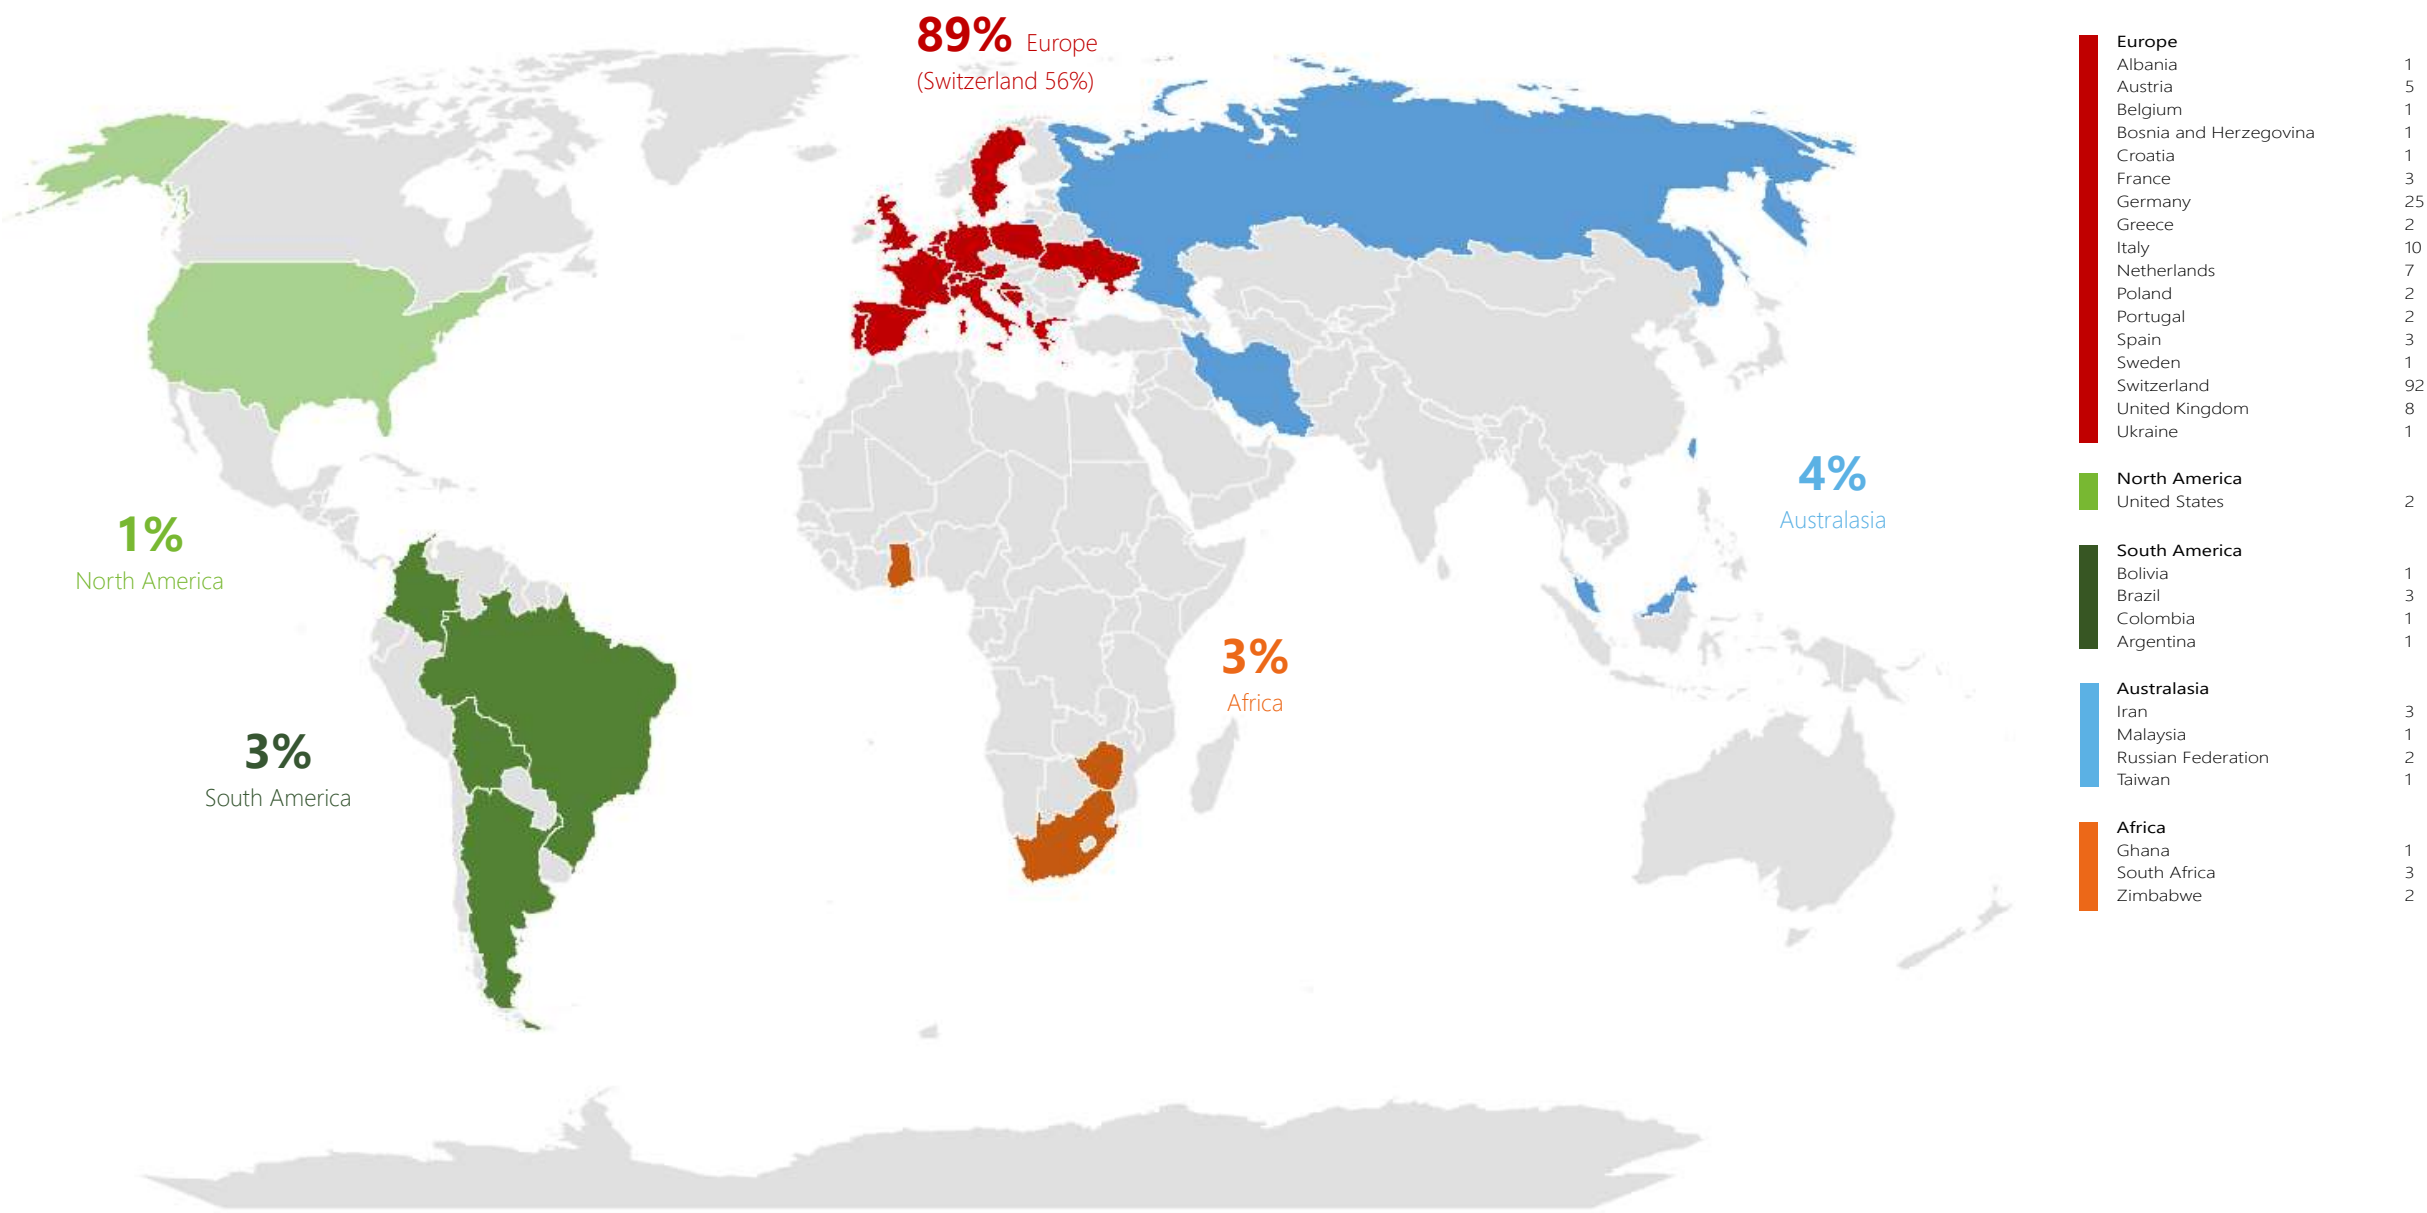 89% Europe
(Switzerland 56%)
1%
North America
3%
South America
3%
Africa
4%
Australasia
Europe
Albania 1
Austria 5
Belgium 1
Bosnia and Herzegovina 1
Croatia 1
France 3
Germany 25
Greece 2
Italy 10
Netherlands 7
Poland 2
Portugal 2
Spain 3
Sweden 1
Switzerland 92
United Kingdom 8
Ukraine 1
North America
United States 2
South America
Bolivia 1
Brazil 3
Colombia 1
Argentina 1
Australasia
Iran 3
Malaysia 1
Russian Federation 2
Taiwan 1
Africa
Ghana 1
South Africa 3
Zimbabwe 2